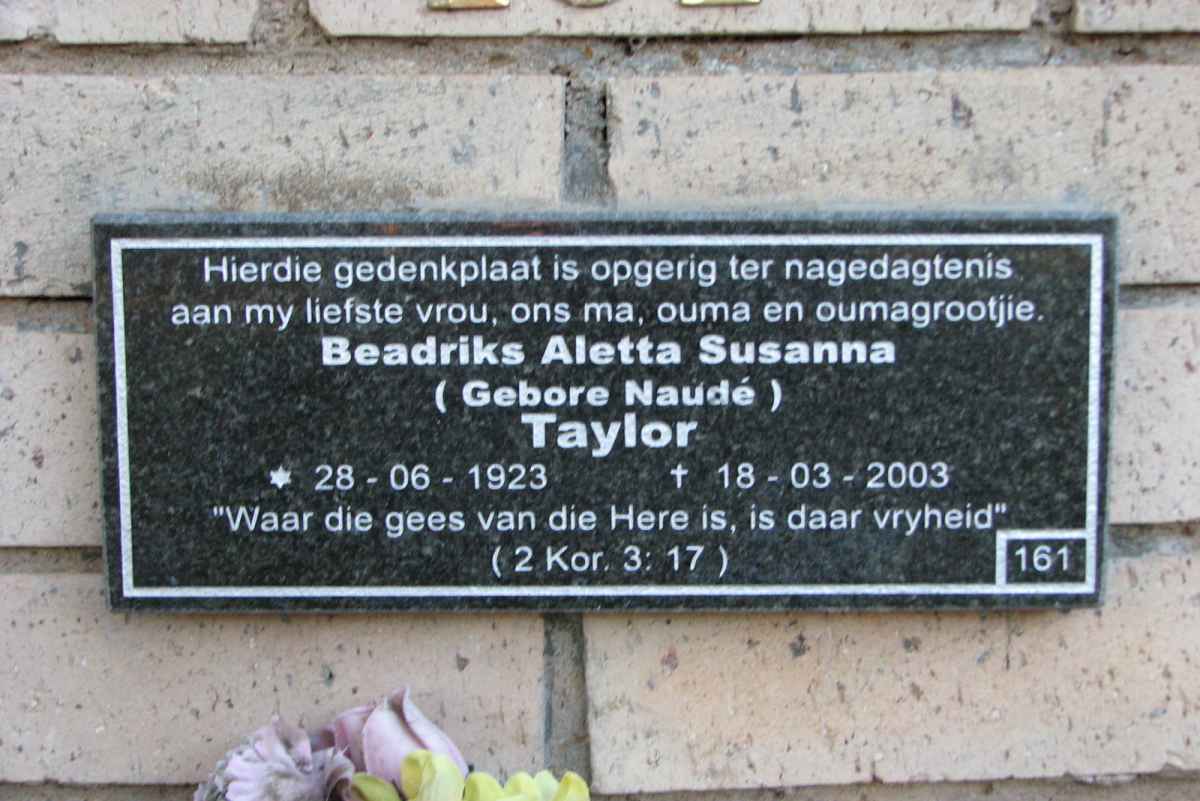 Hierdie gedenkplaat is opgerig ter nagedagtenis
aan my liefste vrou, ons ma, ouma en oumagrootjie.
Beadriks Aletta Susanna
( Gebore Naudé )
Taylor
✶ 28 - 06 - 1923 † 18 - 03 - 2003
"Waar die gees van die Here is, is daar vryheid"
( 2 Kor. 3: 17 )
161